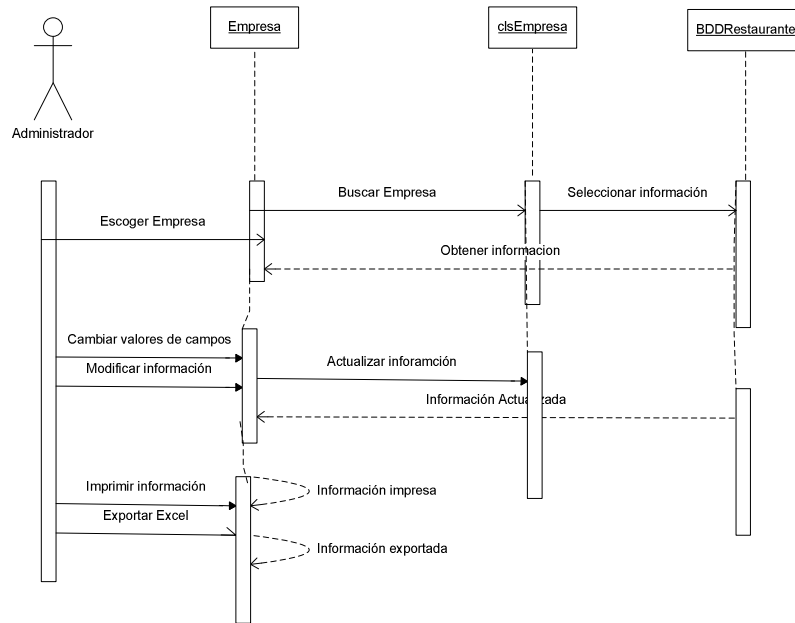 Empresa
clsEmpresa
BDDRestaurante
Administrador
Buscar Empresa
Seleccionar información
Escoger Empresa
Obtener informacion
Cambiar valores de campos
Modificar información
Actualizar inforamción
Información Actualizada
Imprimir información
Información impresa
Exportar Excel
Información exportada